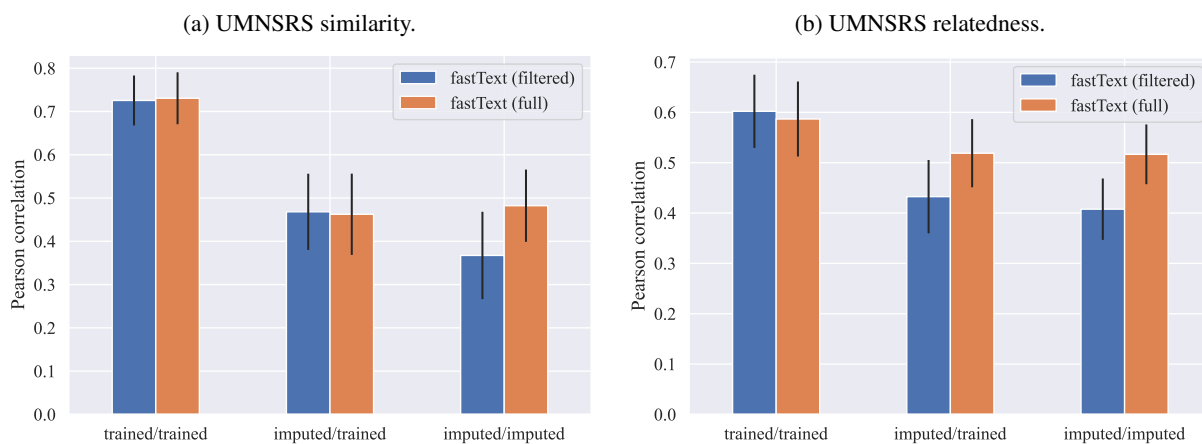 (a) UMNSRS similarity.
Pearson correlation
0.8
0.7
0.6
0.5
0.4
0.3
0.2
0.1
0.0
fastText (filtered)
fastText (full)
trained/trained imputed/trained imputed/imputed
(b) UMNSRS relatedness.
Pearson correlation
0.7
0.6
0.5
0.4
0.3
0.2
0.1
0.0
fastText (filtered)
fastText (full)
trained/trained imputed/trained imputed/imputed